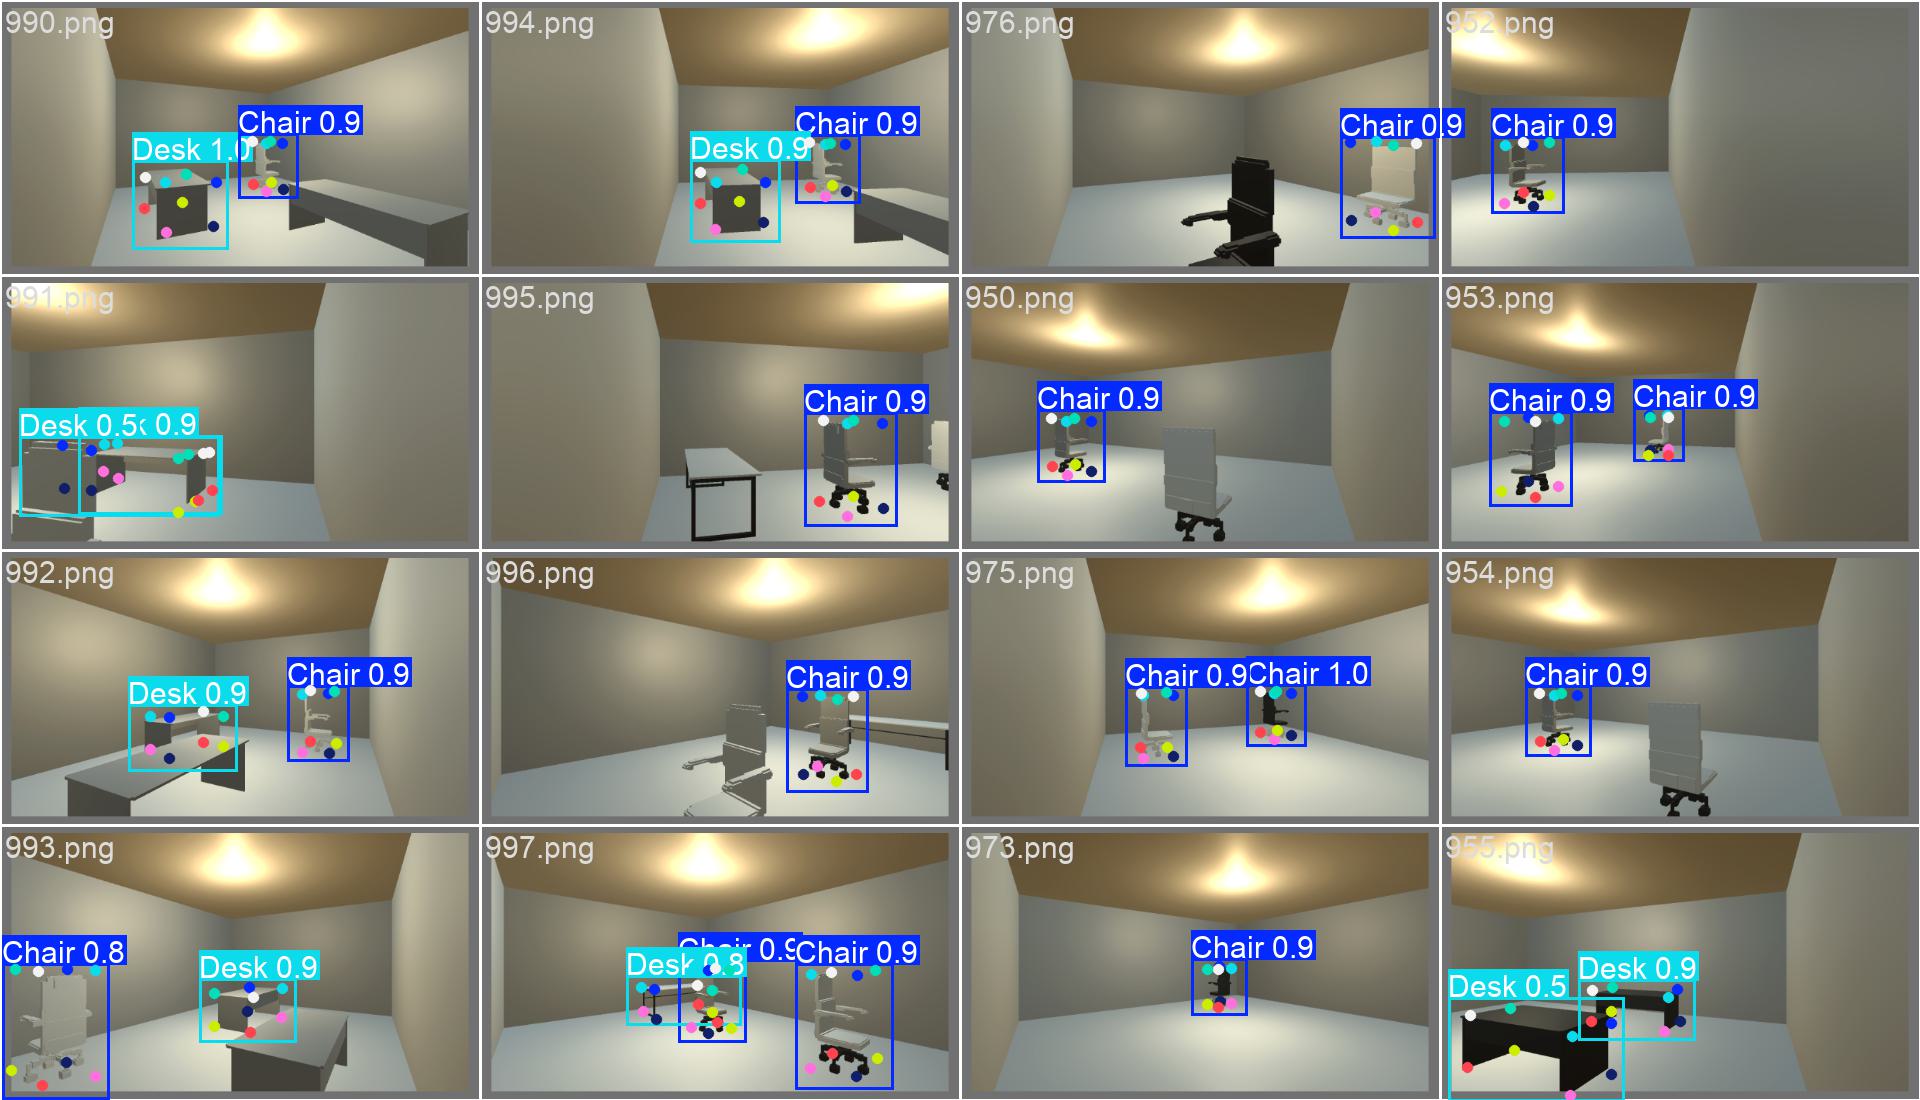 990.png
Chair 0.9
Desk 1.0
994.png
Chair 0.9
Desk 0.9
976.png
Chair 0.9
952.png
Chair 0.9
991.png
Desk 0.5
k 0.9
995.png
Chair 0.9
950.png
Chair 0.9
953.png
Chair 0.9
Chair 0.9
992.png
Chair 0.9
Desk 0.9
996.png
Chair 0.9
975.png
Chair 0.9
Chair 1.0
954.png
Chair 0.9
993.png
Chair 0.8
Desk 0.9
997.png
Chair 0.9
Chair 0.9
Desk 0.8
973.png
Chair 0.9
955.png
Desk 0.9
Desk 0.5